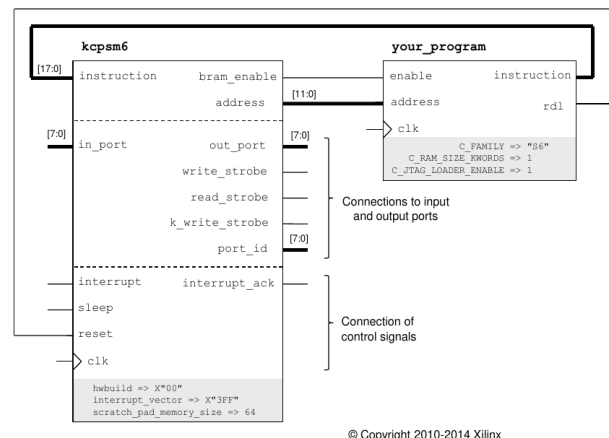 kcpsm6
your_program
[17:0]
instruction
bram_enable
address
[11:0]
enable
instruction
address
rdl
clk
C_FAMILY => "S6"
C_RAM_SIZE_KWORDS => 1
C_JTAG_LOADER_ENABLE => 1
[7:0]
in_port
out_port
[7:0]
write_strobe
read_strobe
k_write_strobe
port_id
[7:0]
Connections to input
and output ports
interrupt
interrupt_ack
sleep
reset
clk
Connection of
control signals
hwbuild => X"00"
interrupt_vector => X"3FF"
scratch_pad_memory_size => 64
© Copyright 2010-2014 Xilinx